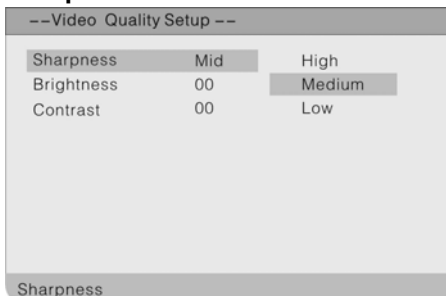 --Video Quality Setup --
Sharpness Mid High
Brightness 00 Medium
Contrast 00 Low
Sharpness